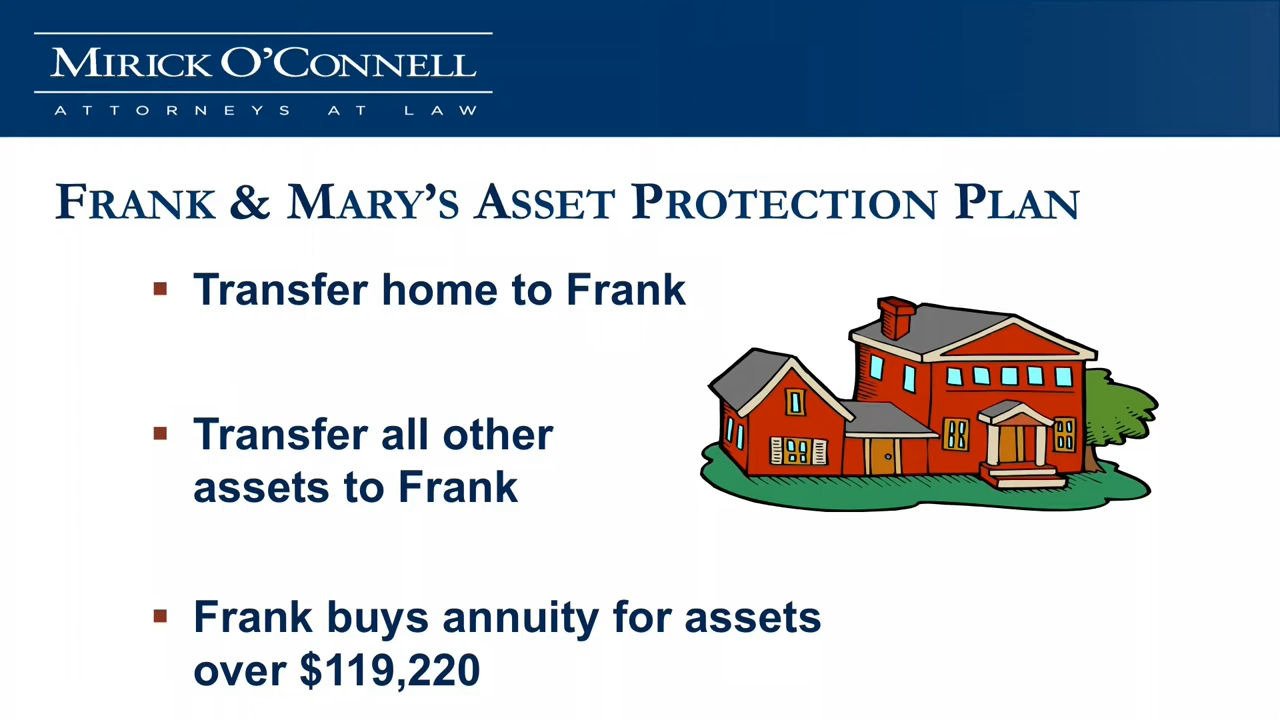 MIRICK O'CONNELL
ATTORNEYS AT LAW
FRANK & MARY'S ASSET PROTECTION PLAN
▪ Transfer home to Frank
▪ Transfer all other
assets to Frank
▪ Frank buys annuity for assets
over $119,220